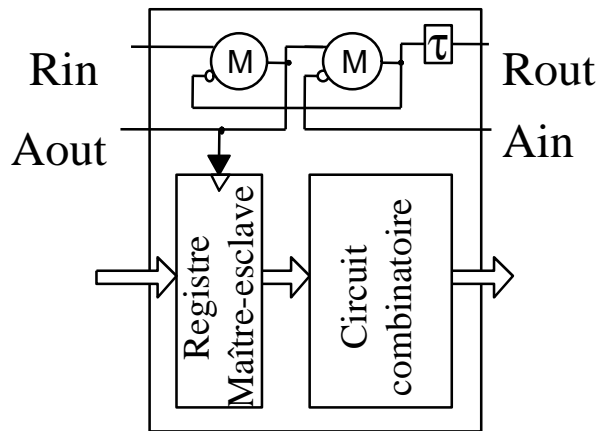 M
M
τ
Rin
Rout
Aout
Ain
Registre
Maître-esclave
Circuit
combinatoire